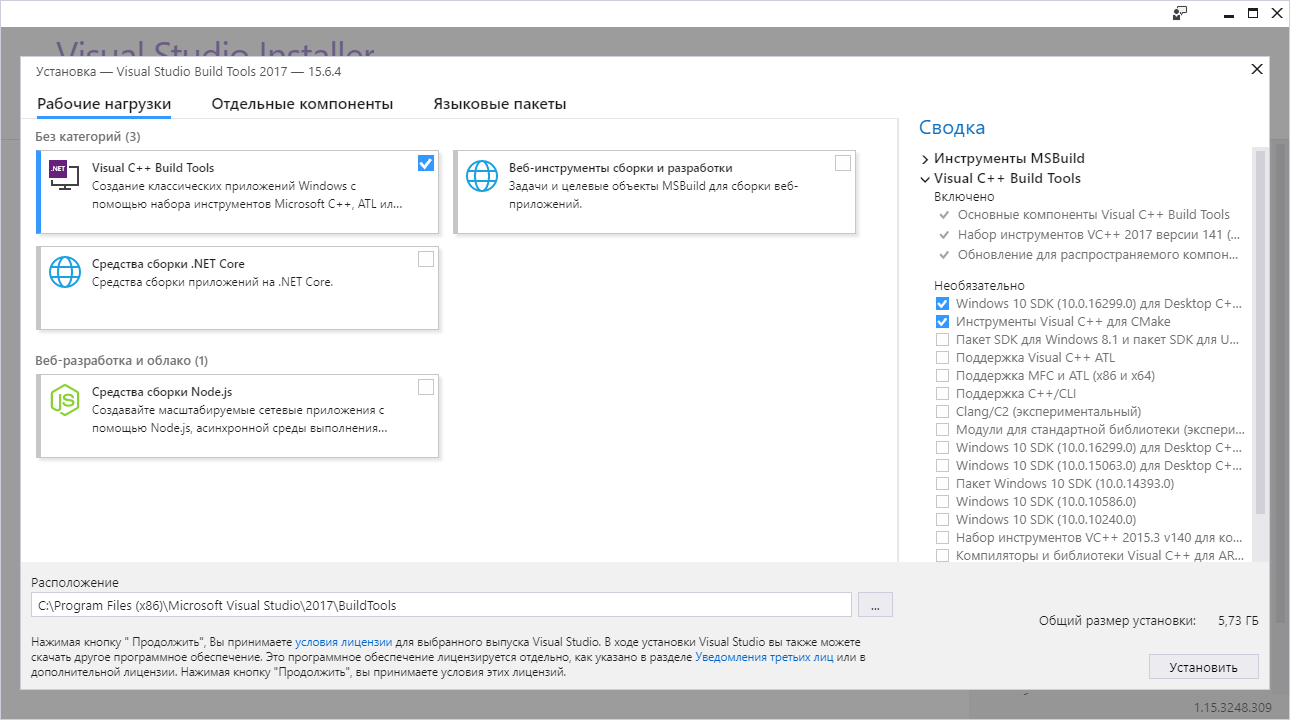 Visual Studio Installer
Установка — Visual Studio Build Tools 2017 — 15.6.4
Рабочие нагрузки
Отдельные компоненты
Языковые пакеты
Без категорий (3)
.NET
Visual C++ Build Tools
Создание классических приложений Windows с
помощью набора инструментов Microsoft C++, ATL ил...
Веб-инструменты сборки и разработки
Задачи и целевые объекты MSBuild для сборки веб-
приложений.
Средства сборки .NET Core
Средства сборки приложений на .NET Core.
Веб-разработка и облако (1)
JS
Средства сборки Node.js
Создавайте масштабируемые сетевые приложения с
помощью Node.js, асинхронной среды выполнения...
Сводка
Инструменты MSBuild
Visual C++ Build Tools
Включено
Основные компоненты Visual C++ Build Tools
Набор инструментов VC++ 2017 версии 141 (...
Обновление для распространяемого компон...
Необязательно
Windows 10 SDK (10.0.16299.0) для Desktop C+...
Инструменты Visual C++ для CMake
Пакет SDK для Windows 8.1 и пакет SDK для U...
Поддержка Visual C++ ATL
Поддержка MFC и ATL (x86 и x64)
Поддержка C++/CLI
Clang/C2 (экспериментальный)
Модули для стандартной библиотеки (экспери...
Windows 10 SDK (10.0.16299.0) для Desktop C+...
Windows 10 SDK (10.0.15063.0) для Desktop C+...
Пакет Windows 10 SDK (10.0.14393.0)
Windows 10 SDK (10.0.10586.0)
Windows 10 SDK (10.0.10240.0)
Набор инструментов VC++ 2015.3 v140 для ко...
Компиляторы и библиотеки Visual C++ для AR...
Расположение
C:\Program Files (x86)\Microsoft Visual Studio\2017\BuildTools
...
Общий размер установки: 5,73 ГБ
Нажимая кнопку " Продолжить", Вы принимаете условия лицензии для выбранного выпуска Visual Studio. В ходе установки Visual Studio вы также можете
скачать другое программное обеспечение. Это программное обеспечение лицензируется отдельно, как указано в разделе Уведомления третьих лиц или в
дополнительной лицензии. Нажимая кнопку "Продолжить", вы принимаете условия этих лицензий.
Установить
1.15.3248.309